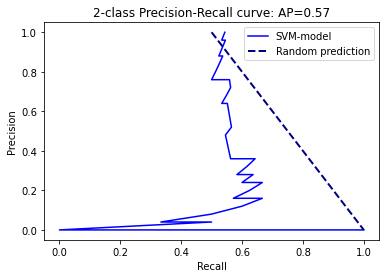 2-class Precision-Recall curve: AP=0.57
SVM-model
Random prediction
Precision
1.0
0.8
0.6
0.4
0.2
0.0
0.0 0.2 0.4 0.6 0.8 1.0
Recall